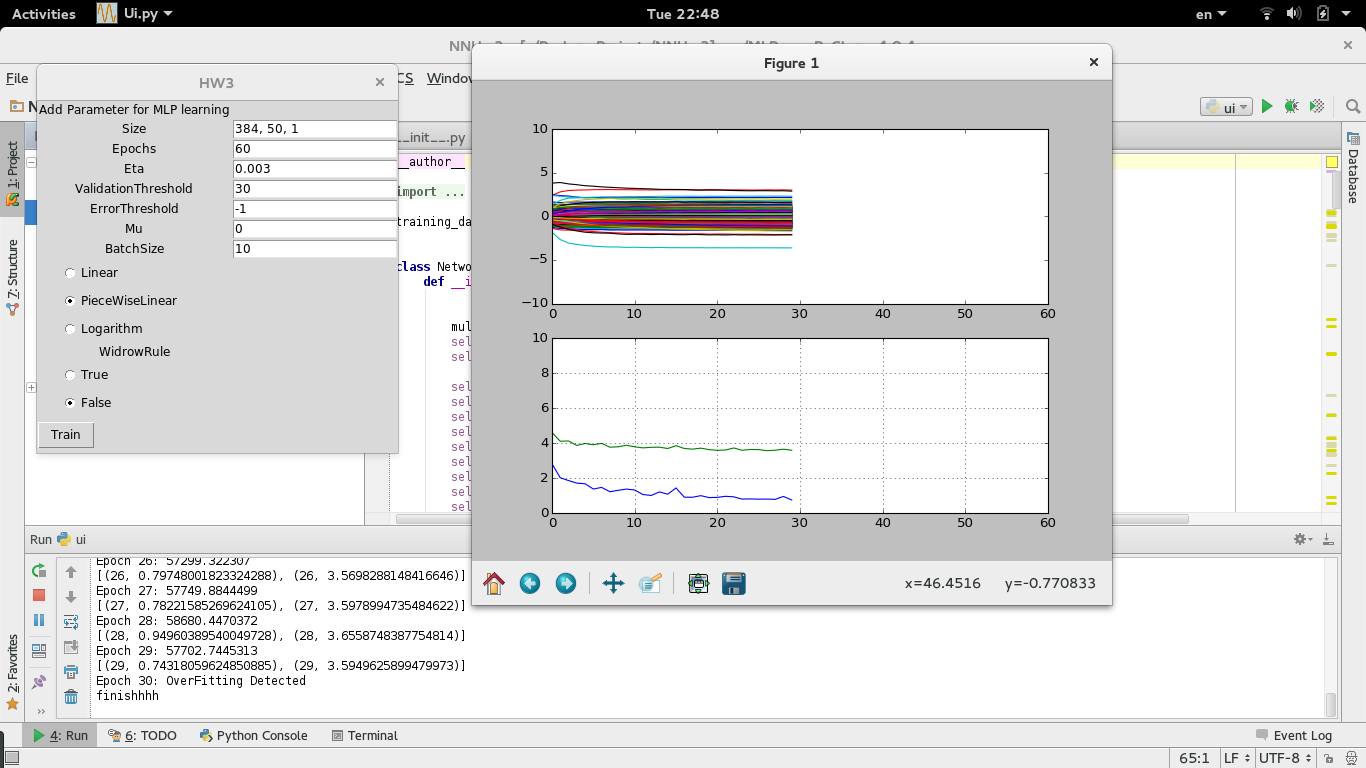 Activities
Ui.py
Tue 22:48
en
File
HW3
Add Parameter for MLP learning
Size
384, 50, 1
Epochs
60
Eta
0.003
ValidationThreshold
30
ErrorThreshold
-1
Mu
0
BatchSize
10
Linear
PieceWiseLinear
Logarithm
WidrowRule
True
False
Train
CS Windo
ui
__init__.py
__author__
import ...
training_da
class Netwo
def __i
mul
sel
sel
sel
sel
sel
sel
sel
sel
sel
sel
sel
Figure 1
10
5
0
−5
−10
0 10 20 30 40 50 60
10
8
6
4
2
0
0 10 20 30 40 50 60
x=46.4516 y=-0.770833
1: Project
7: Structure
2: Favorites
Database
Run ui
Epoch 26: 57299.322307
[(26, 0.79748001823324288), (26, 3.5698288148416646)]
Epoch 27: 57749.8844499
[(27, 0.78221585269624105), (27, 3.5978994735484622)]
Epoch 28: 58680.4470372
[(28, 0.94960389540049728), (28, 3.6558748387754814)]
Epoch 29: 57702.7445313
[(29, 0.74318059624850885), (29, 3.5949625899479973)]
Epoch 30: OverFitting Detected
finishhhh
4: Run
6: TODO
Python Console
Terminal
Event Log
65:1 LF UTF-8